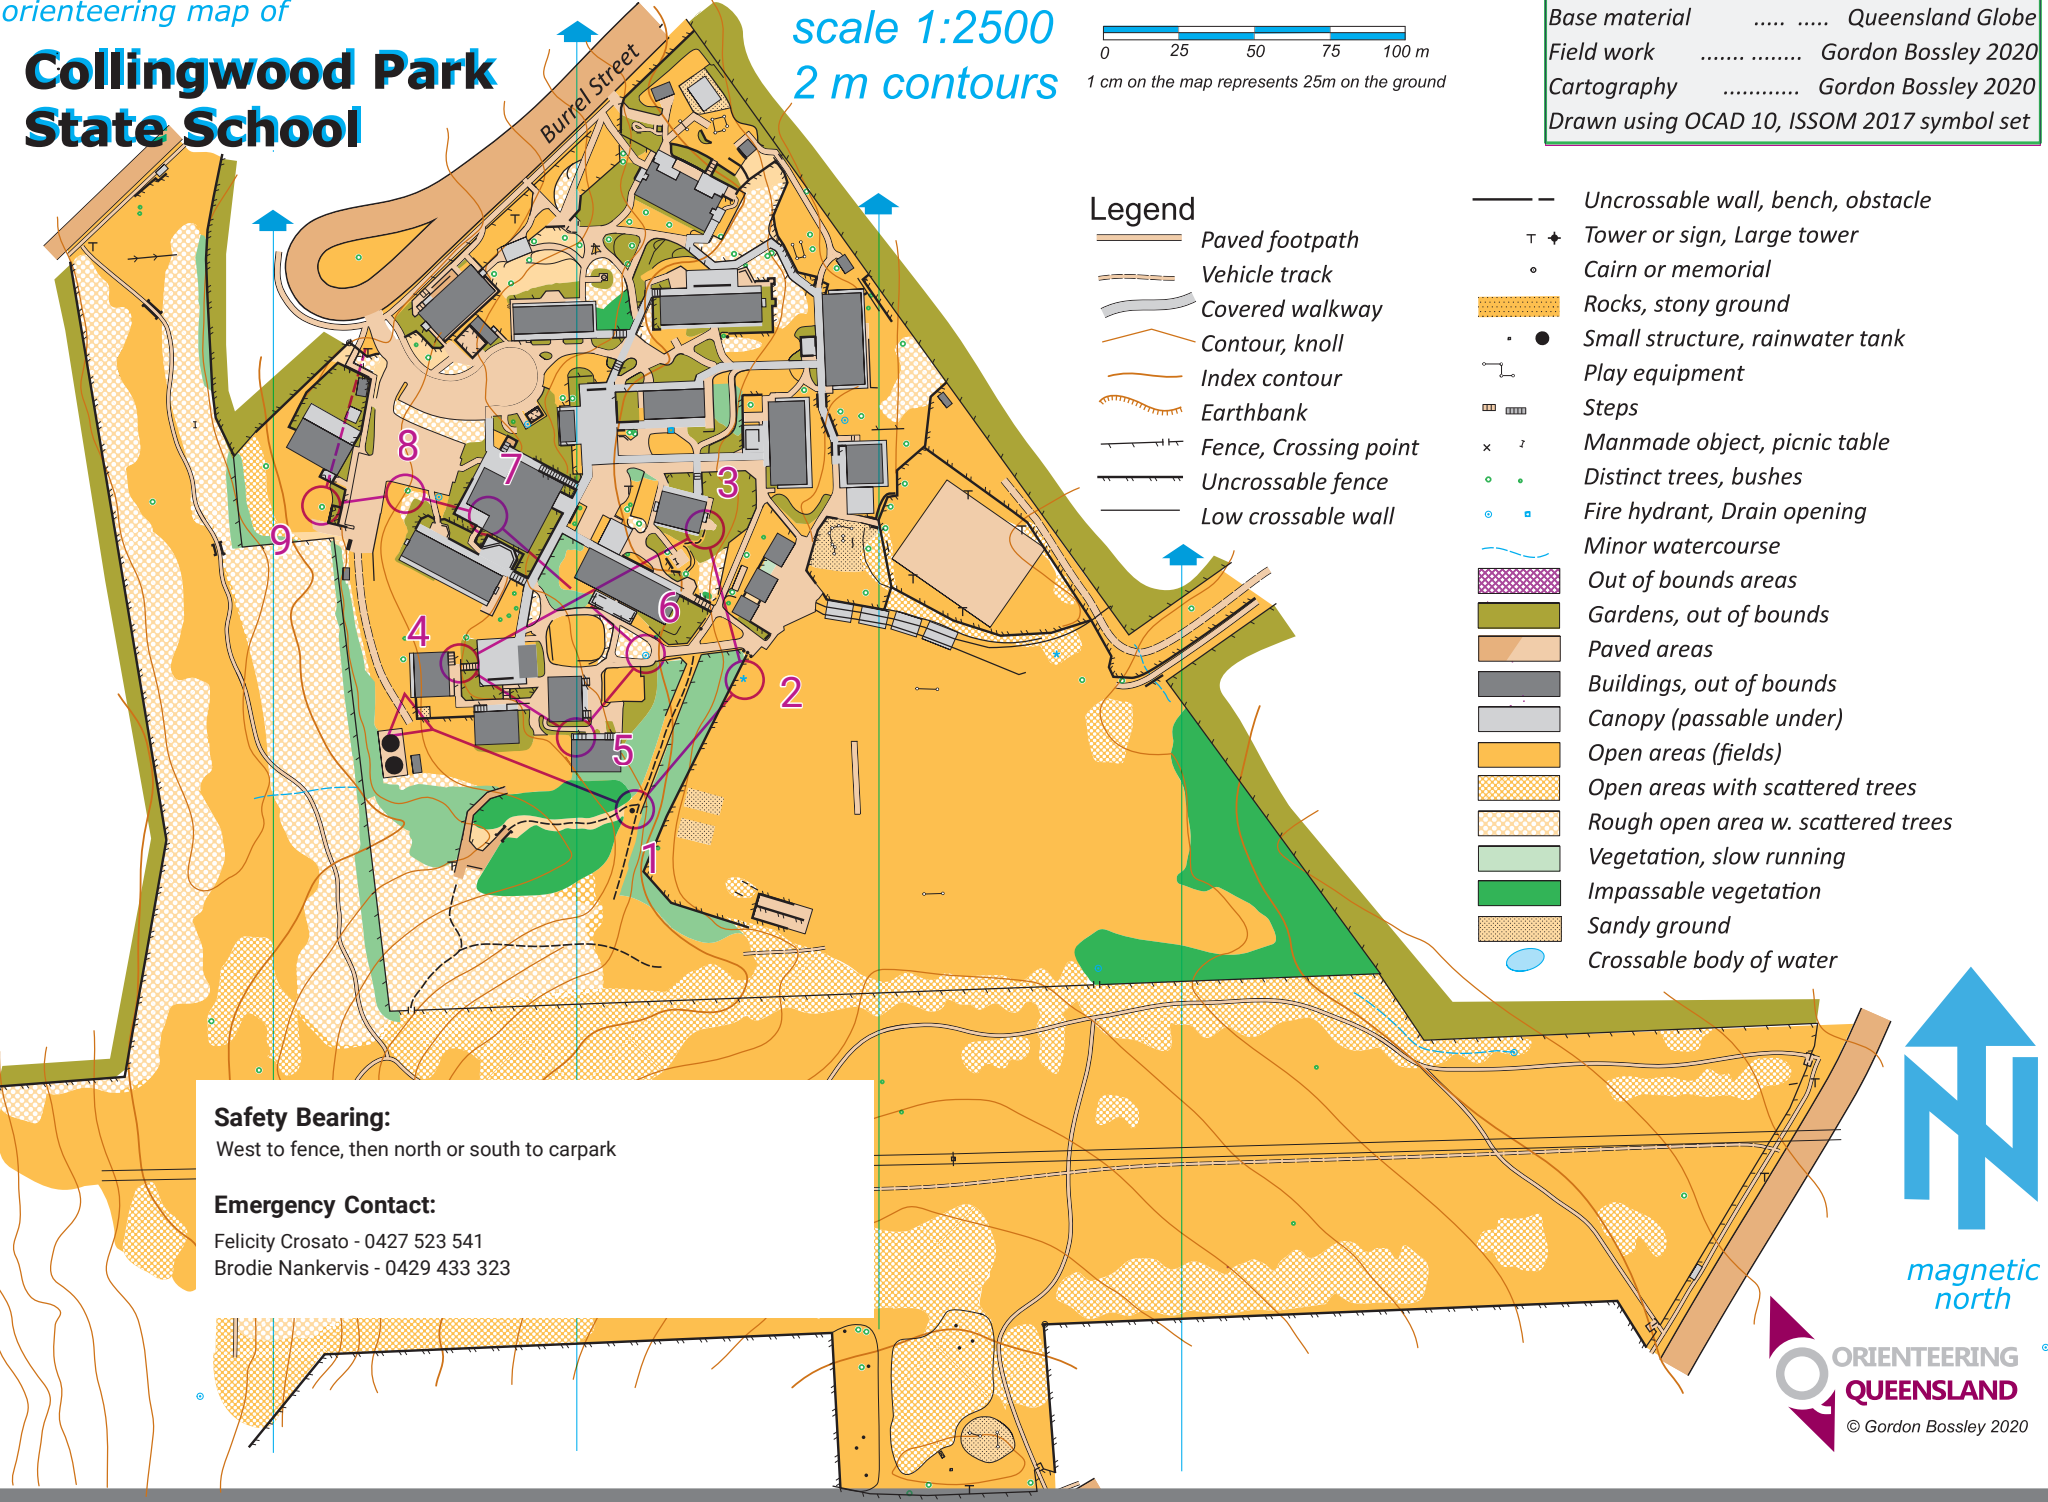 orienteering map of
Collingwood Park
State School
scale 1:2500
2 m contours
0 25 50 75 100 m
1 cm on the map represents 25m on the ground
Base material ..... ..... Queensland Globe
Field work ....... ........ Gordon Bossley 2020
Cartography ............ Gordon Bossley 2020
Drawn using OCAD 10, ISSOM 2017 symbol set
Burrel Street
Legend
Paved footpath
Vehicle track
Covered walkway
Contour, knoll
Index contour
Earthbank
Fence, Crossing point
Uncrossable fence
Low crossable wall
Uncrossable wall, bench, obstacle
Tower or sign, Large tower
Cairn or memorial
Rocks, stony ground
Small structure, rainwater tank
Play equipment
Steps
Manmade object, picnic table
Distinct trees, bushes
Fire hydrant, Drain opening
Minor watercourse
Out of bounds areas
Gardens, out of bounds
Paved areas
Buildings, out of bounds
Canopy (passable under)
Open areas (fields)
Open areas with scattered trees
Rough open area w. scattered trees
Vegetation, slow running
Impassable vegetation
Sandy ground
Crossable body of water
8
7
3
9
6
4
2
5
1
Safety Bearing:
West to fence, then north or south to carpark
Emergency Contact:
Felicity Crosato - 0427 523 541
Brodie Nankervis - 0429 433 323
N
magnetic
north
ORIENTEERING
QUEENSLAND
© Gordon Bossley 2020